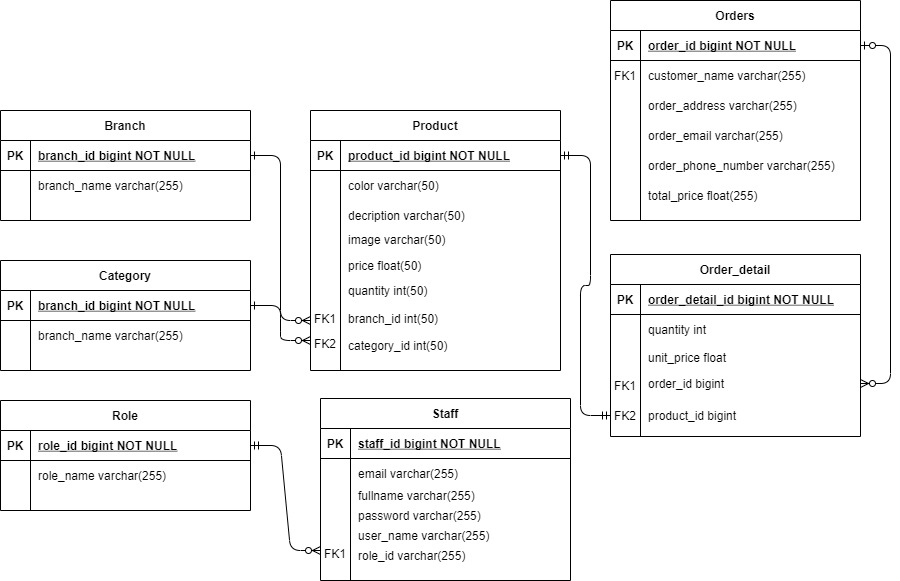 Orders
PK order_id bigint NOT NULL
FK1 customer_name varchar(255)
order_address varchar(255)
order_email varchar(255)
order_phone_number varchar(255)
total_price float(255)
Branch
PK branch_id bigint NOT NULL
branch_name varchar(255)
Product
PK product_id bigint NOT NULL
color varchar(50)
decription varchar(50)
image varchar(50)
price float(50)
quantity int(50)
FK1 branch_id int(50)
FK2 category_id int(50)
Category
PK branch_id bigint NOT NULL
branch_name varchar(255)
Order_detail
PK order_detail_id bigint NOT NULL
quantity int
unit_price float
FK1 order_id bigint
FK2 product_id bigint
Role
PK role_id bigint NOT NULL
role_name varchar(255)
Staff
PK staff_id bigint NOT NULL
email varchar(255)
fullname varchar(255)
password varchar(255)
user_name varchar(255)
FK1 role_id varchar(255)